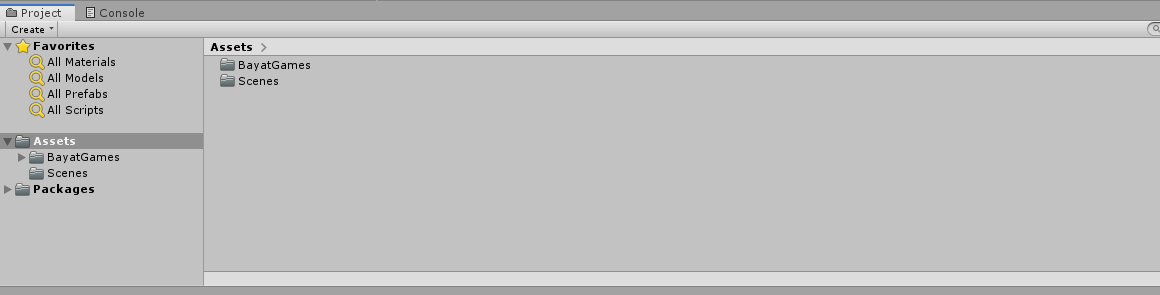 Project
Console
Create
Favorites
All Materials
All Models
All Prefabs
All Scripts
Assets
BayatGames
Scenes
Packages
Assets
BayatGames
Scenes